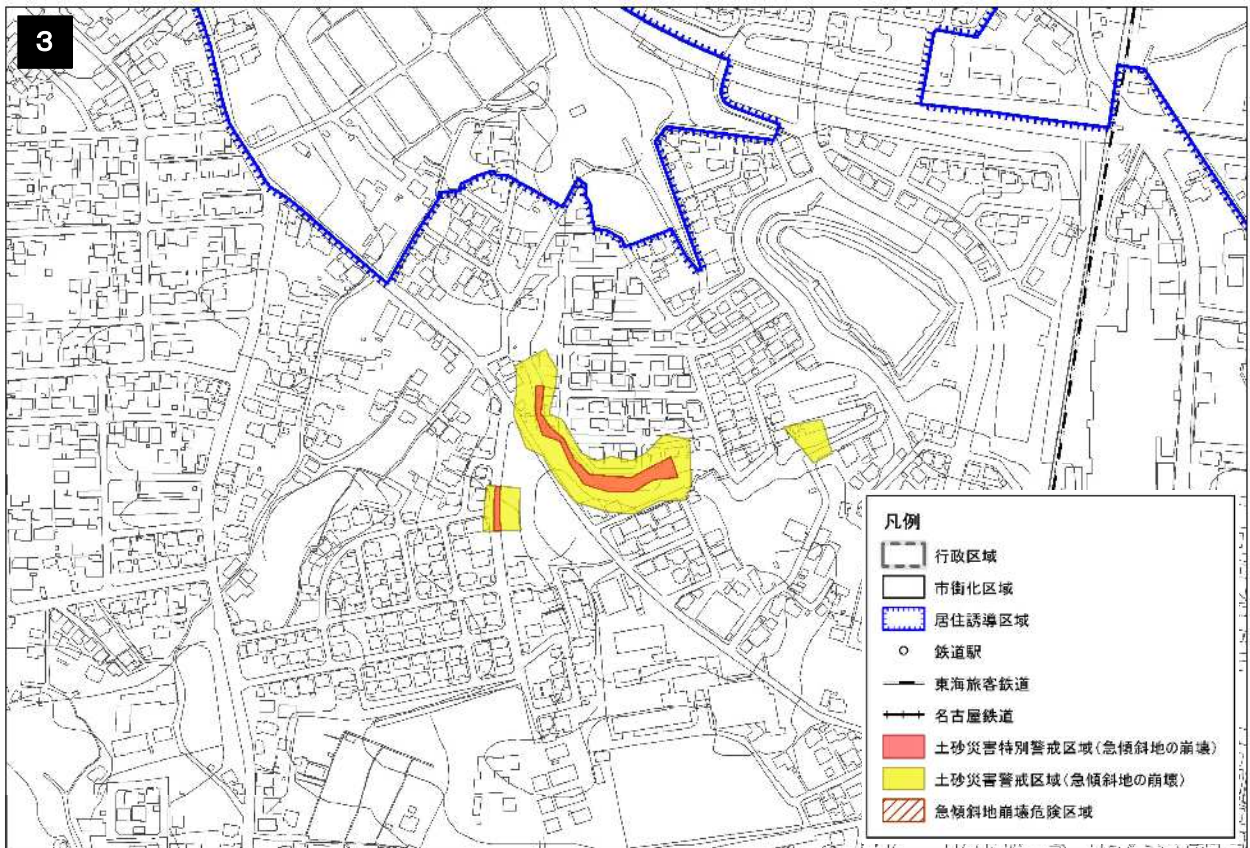 3
凡例
行政区域
市街化区域
居住誘導区域
鉄道駅
東海旅客鉄道
名古屋鉄道
土砂災害特別警戒区域(急傾斜地の崩壊)
土砂災害警戒区域(急傾斜地の崩壊)
急傾斜地崩壊危険区域